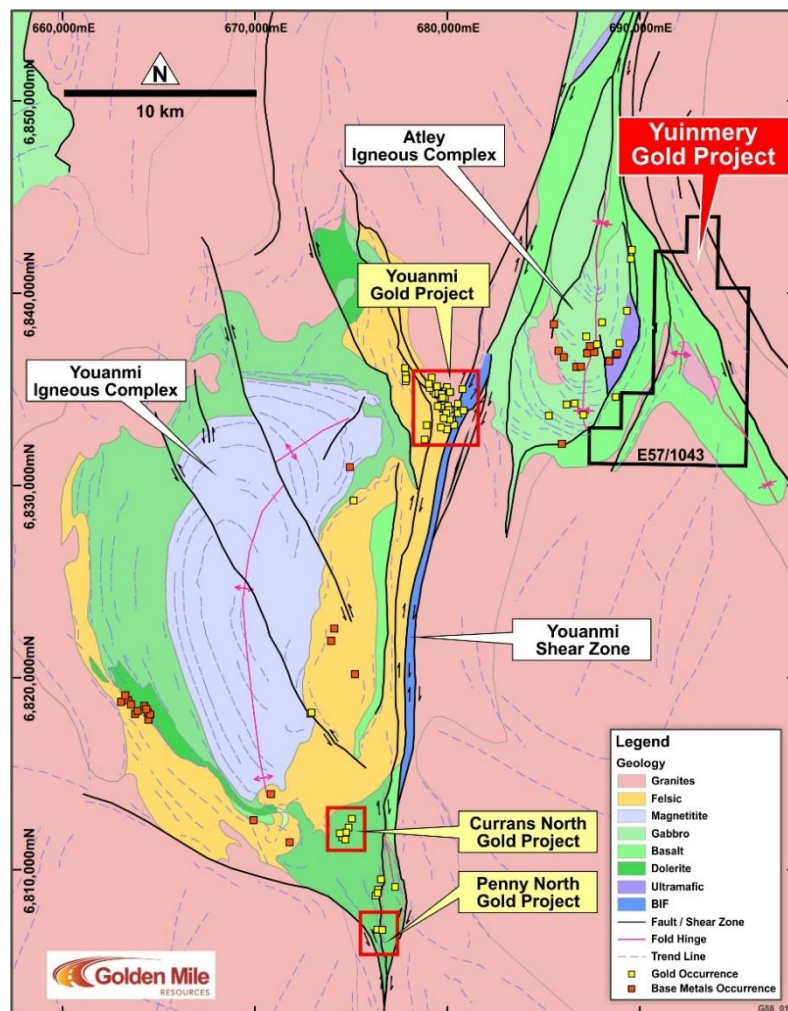 660,000mE
670,000mE
680,000mE
690,000mE
6,850,000mN
6,840,000mN
6,830,000mN
6,820,000mN
6,810,000mN
N
10 km
Atley
Igneous Complex
Yuinmery
Gold Project
Youanmi
Gold Project
Youanmi
Igneous Complex
E57/1043
Youanmi
Shear Zone
Currans North
Gold Project
Penny North
Gold Project
Legend
Geology
Granites
Felsic
Magnetitite
Gabbro
Basalt
Dolerite
Ultramafic
BIF
Fault / Shear Zone
Fold Hinge
Trend Line
Gold Occurrence
Base Metals Occurrence
Golden Mile
RESOURCES